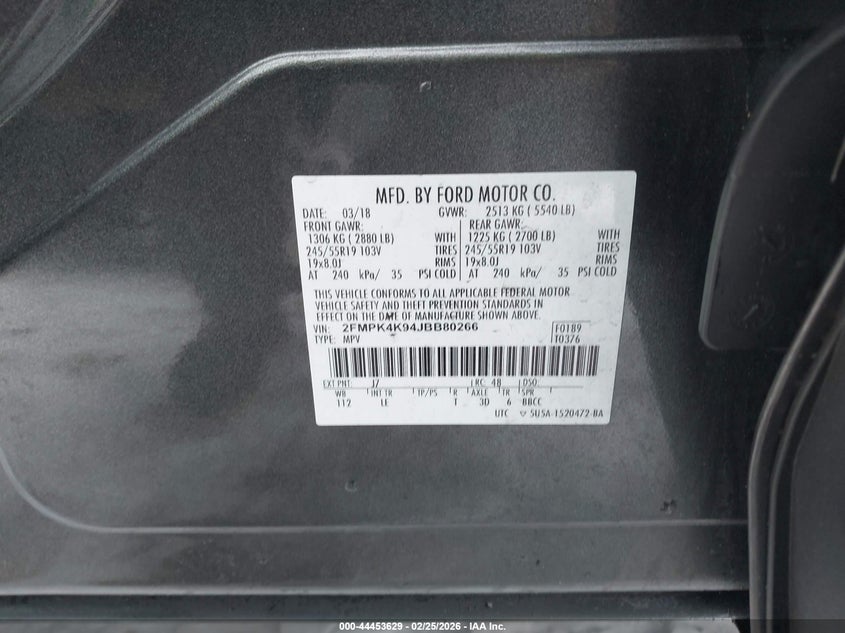 MFD. BY FORD MOTOR CO.
DATE: 03/18 GVWR: 2513 KG ( 5540 LB)
FRONT GAWR: REAR GAWR:
1306 KG ( 2880 LB) WITH 1225 KG ( 2700 LB) WITH
245/55R19 103V TIRES 245/55R19 103V TIRES
19x8.0J RIMS 19x8.0J RIMS
AT 240 kPa/ 35 PSI COLD AT 240 kPa/ 35 PSI COLD
THIS VEHICLE CONFORMS TO ALL APPLICABLE FEDERAL MOTOR
VEHICLE SAFETY AND THEFT PREVENTION STANDARDS IN
EFFECT ON THE DATE OF MANUFACTURE SHOWN ABOVE.
VIN: 2FMPK4K94JBB80266 F0189
TYPE: MPV T0376
EXT PNT: J7 RC: 48 DSO:
WB INT TR TP/PS R AXLE TR SPR
112 LE T 3D 6 BBCC
UTC ▽ 5U5A-1520472-BA
000-44453629 - 02/25/2026 - IAA Inc.